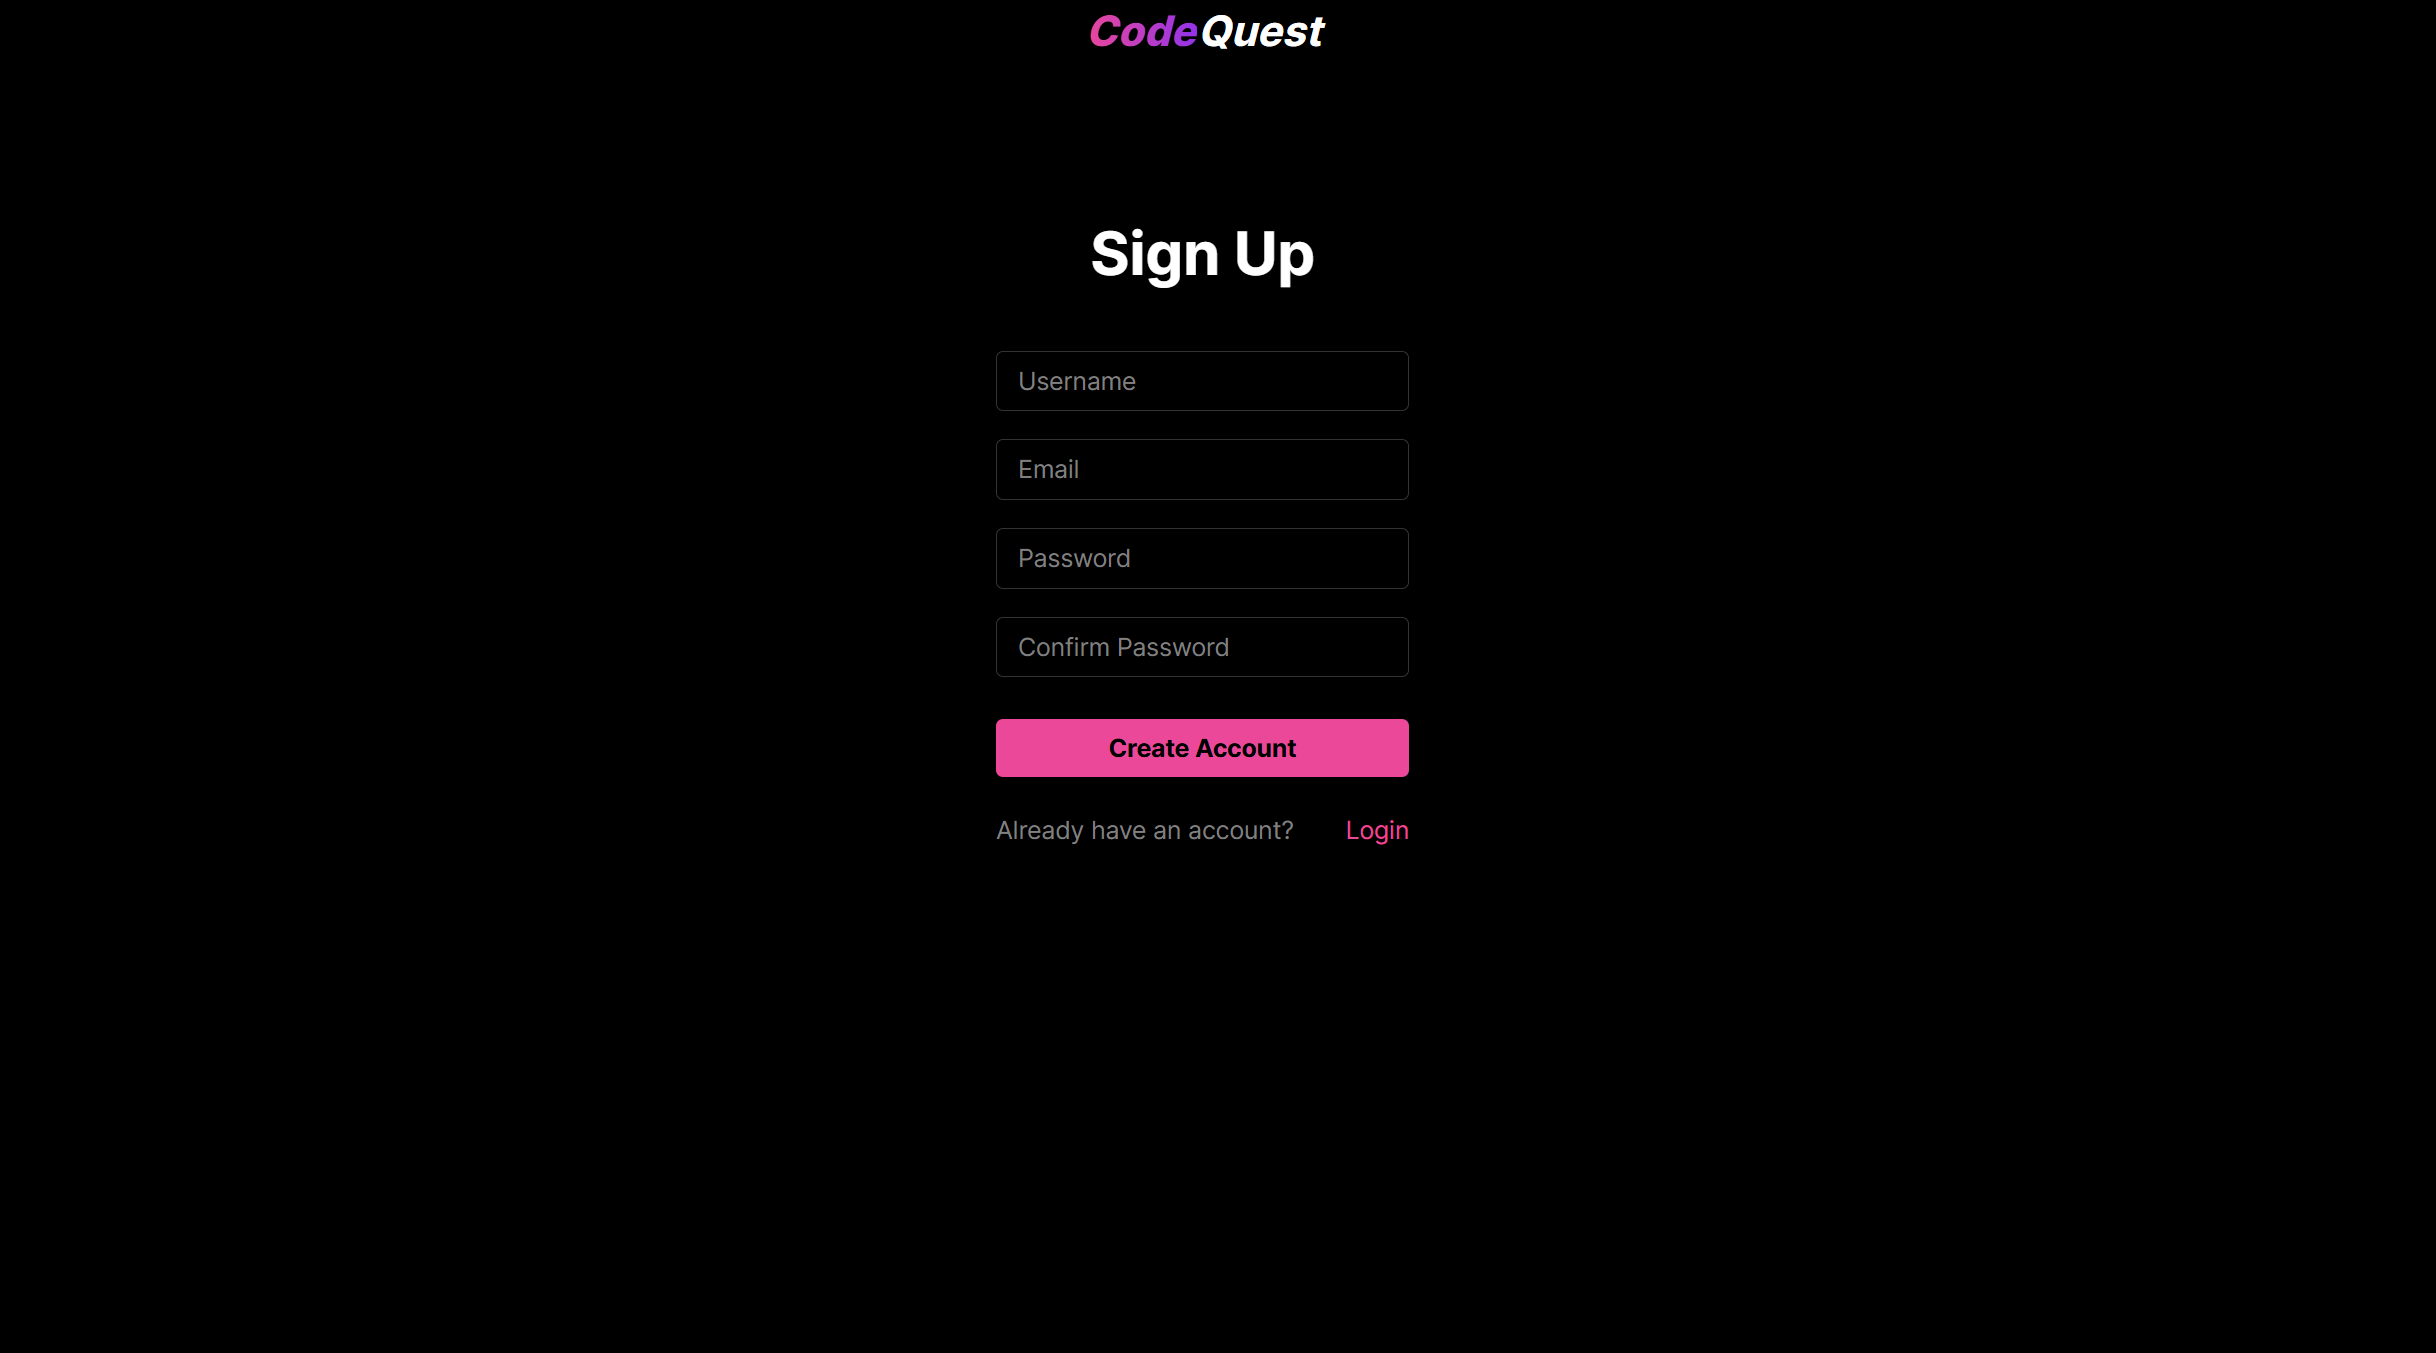 CodeQuest
Sign Up
Username
Email
Password
Confirm Password
Create Account
Already have an account? Login